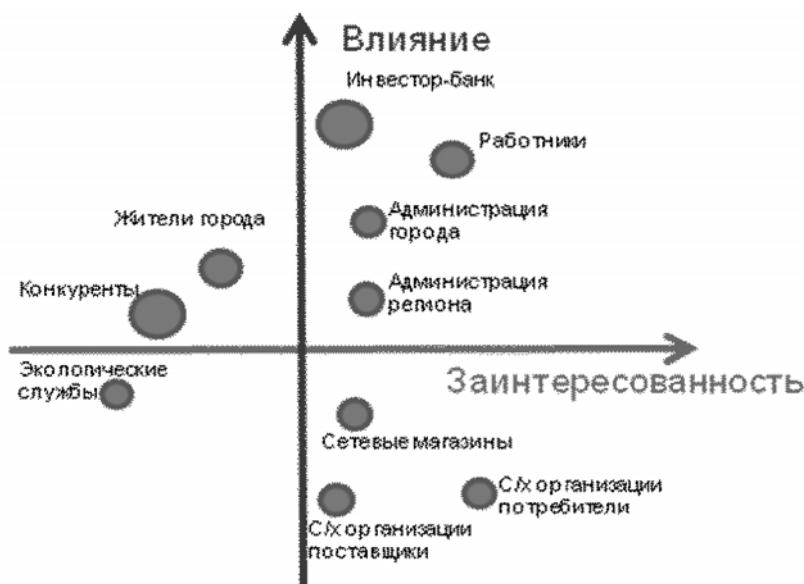 Влияние
Инвестор-банк
Работники
Администрация
города
Жители города
Администрация
региона
Конкуренты
Экологические
службы
Заинтересованность
Сетевые магазины
С/х организации
потребители
С/х организации
поставщики